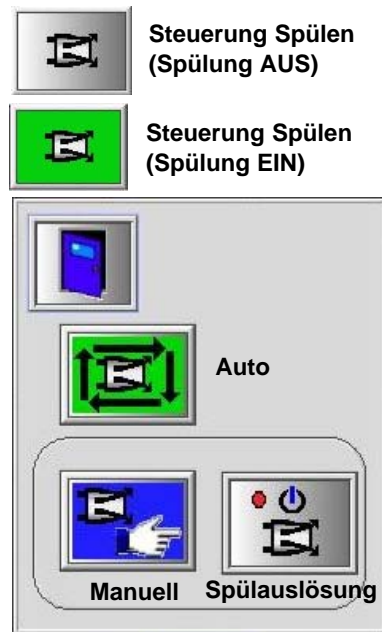 Steuerung Spülen
(Spülung AUS)
Steuerung Spülen
(Spülung EIN)
Auto
Manuell Spülauslösung